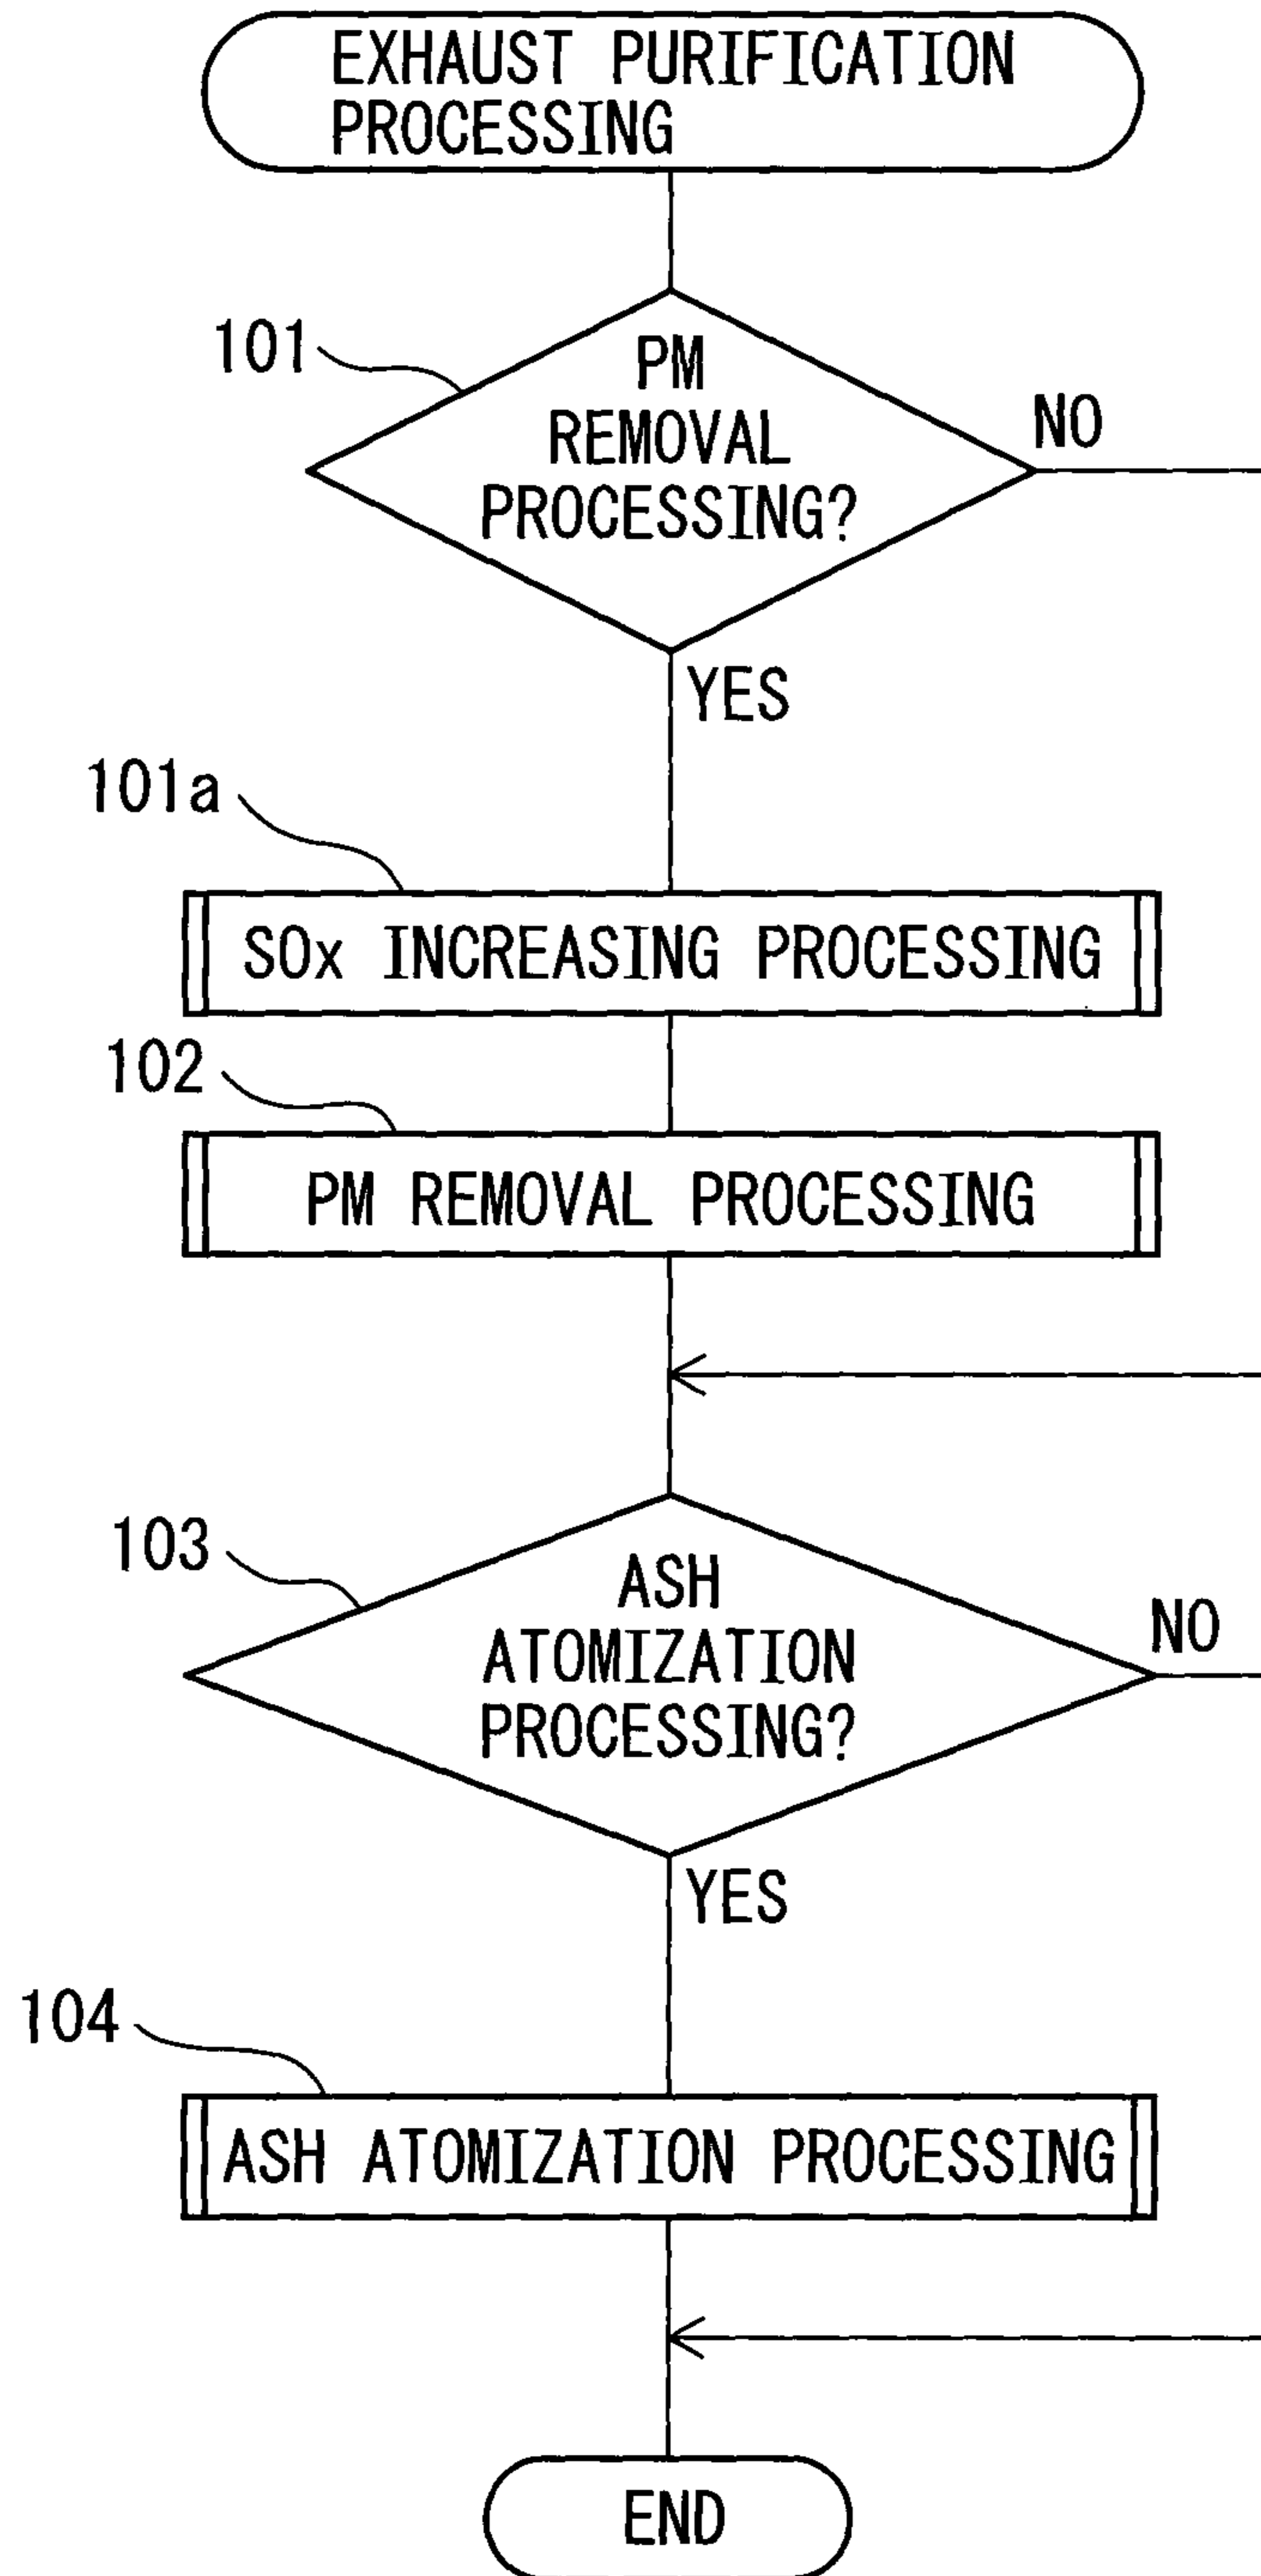 EXHAUST PURIFICATION
PROCESSING
101
PM
REMOVAL
PROCESSING?
NO
YES
101a
SOx INCREASING PROCESSING
102
PM REMOVAL PROCESSING
103
ASH
ATOMIZATION
PROCESSING?
NO
YES
104
ASH ATOMIZATION PROCESSING
END